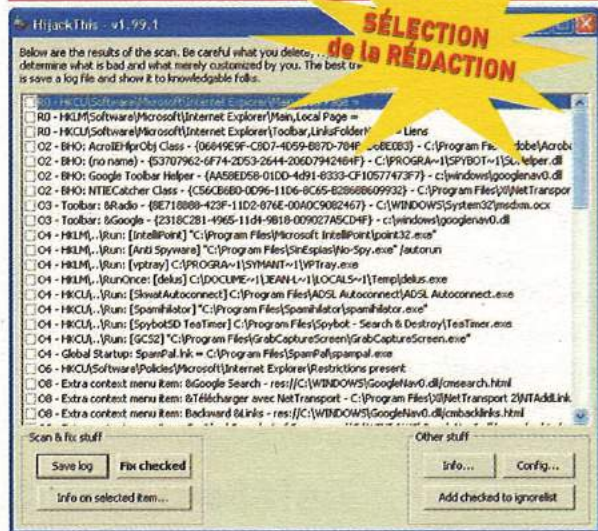 HijackThis - v1.99.1
SÉLECTION
de la RÉDACTION
Below are the results of the scan. Be careful what you delete,
determine what is bad and what merely customized by you. The best
is save a log file and show it to knowledgable folks.
R0 - HKCU\Software\Microsoft\Internet Explorer\Main,Local Page =
R0 - HKLM\Software\Microsoft\Internet Explorer\Main,Local Page =
R0 - HKCU\Software\Microsoft\Internet Explorer\Toolbar,LinksFolderName = Liens
O2 - BHO: AcroIEHlprObj Class - {06849E9F-C8D7-4D59-B87D-784F C:\Program
O2 - BHO: (no name) - {53707962-6F74-2D53-2644-206D7942484F} - C:\PROGRA~1\SPYBOT~1\SDHelper.dll
O2 - BHO: Google Toolbar Helper - {AA58ED58-01DD-4d91-8333-CF10577473F7} - c:\windows\googlenav0.dll
O2 - BHO: NTIECatcher Class - {C56CB6B0-0D96-11D6-8C65-B2868B609932} - C:\Program Files\Xi\NetTranspor
O3 - Toolbar: &Radio - {8E718888-423F-11D2-876E-00A0C9082467} - C:\WINDOWS\System32\msdxm.ocx
O3 - Toolbar: &Google - {2318C2B1-4965-11d4-9B18-009027A5CD4F} - c:\windows\googlenav0.dll
O4 - HKLM\..\Run: [IntelliPoint] "C:\Program Files\Microsoft IntelliPoint\point32.exe"
O4 - HKLM\..\Run: [Anti Spyware] "C:\Program Files\SinEspias\No-Spy.exe" /autorun
O4 - HKLM\..\Run: [vptray] C:\PROGRA~1\SYMANT~1\VPTray.exe
O4 - HKLM\..\RunOnce: [delus] C:\DOCUME~1\JEAN-L~1\LOCALS~1\Temp\delus.exe
O4 - HKCU\..\Run: [SkwatAutoconnect] C:\Program Files\ADSL Autoconnect\ADSL Autoconnect.exe
O4 - HKCU\..\Run: [Spamihilator] "C:\Program Files\Spamihilator\spamihilator.exe"
O4 - HKCU\..\Run: [SpybotSD TeaTimer] C:\Program Files\Spybot - Search & Destroy\TeaTimer.exe
O4 - HKCU\..\Run: [GCS2] "C:\Program Files\GrabCaptureScreen\GrabCaptureScreen.exe"
O4 - Global Startup: SpamPal.lnk = C:\Program Files\SpamPal\spampal.exe
O6 - HKCU\Software\Policies\Microsoft\Internet Explorer\Restrictions present
O8 - Extra context menu item: &Google Search - res://C:\WINDOWS\GoogleNav0.dll/cmsearch.html
O8 - Extra context menu item: &Télécharger avec NetTransport - C:\Program Files\Xi\NetTransport 2\NTAddLink
O8 - Extra context menu item: Backward &Links - res://C:\WINDOWS\GoogleNav0.dll/cmbacklinks.html
Scan & fix stuff
Other stuff
Save log
Fix checked
Info...
Config...
Info on selected item...
Add checked to ignorelist